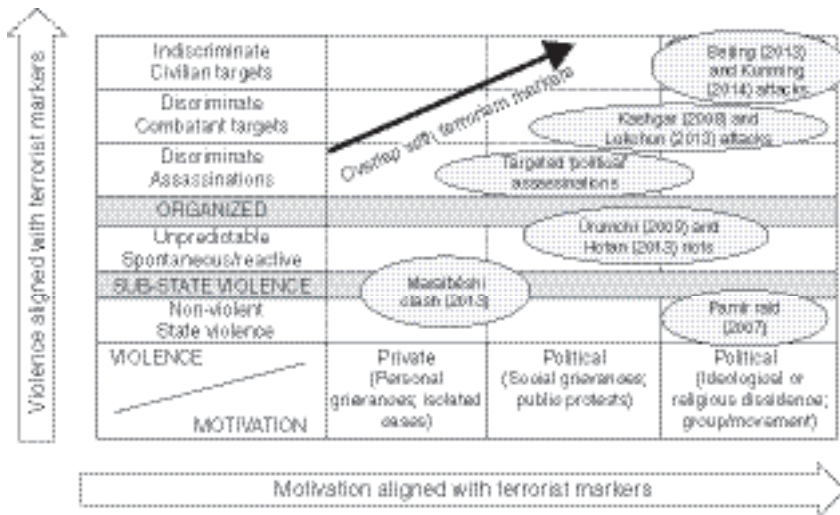 Violence aligned with terrorist markers
Indiscriminate
Civilian targets
Beijing (2013)
and Kunming
(2014) attacks
Discriminate
Combatant targets
Kashgar (2008) and
Lukchun (2013) attacks
Discriminate
Assassinations
Overlap with terrorism markers
Targeted 'political'
assassinations
ORGANIZED
Unpredictable
Spontaneous/reactive
Ürümchi (2009) and
Hotan (2013) riots
SUB-STATE VIOLENCE
Maralbéshi
clash (2013)
Non-violent
State violence
Pamir raid
(2007)
VIOLENCE
MOTIVATION
Private
(Personal
grievances; isolated
cases)
Political
(Social grievances;
public protests)
Political
(Ideological or
religious dissidence;
group/movement)
Motivation aligned with terrorist markers